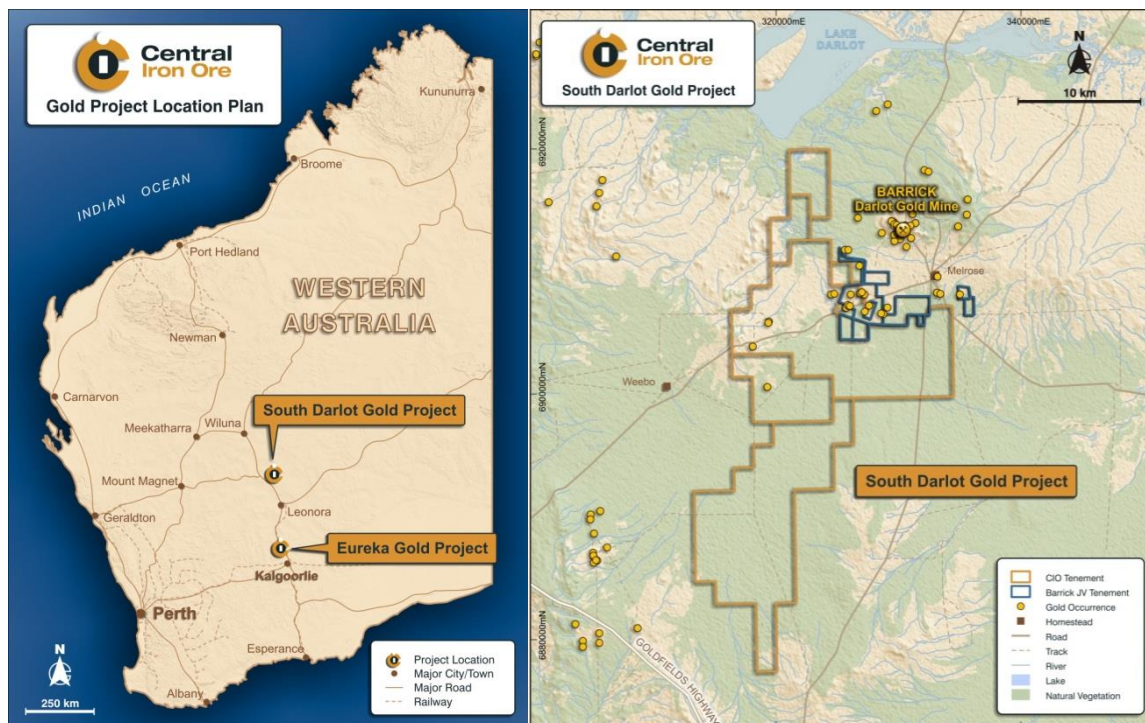 Central
Iron Ore
Gold Project Location Plan
Kununurra
Broome
INDIAN OCEAN
Port Hedland
WESTERN
AUSTRALIA
Newman
Carnarvon
South Darlot Gold Project
Wiluna
Meekatharra
Mount Magnet
Leonora
Geraldton
Eureka Gold Project
Kalgoorlie
Perth
N
Esperance
Albany
250 km
Project Location
Major City/Town
Major Road
Railway
320000mE
340000mE
LAKE
DARLOT
Central
Iron Ore
South Darlot Gold Project
N
10 km
6920000mN
BARRICK
Darlot Gold Mine
Melrose
Weebo
6900000mN
South Darlot Gold Project
6880000mN
GOLDFIELDS HIGHWAY
CIO Tenement
Barrick JV Tenement
Gold Occurrence
Homestead
Road
Track
River
Lake
Natural Vegetation